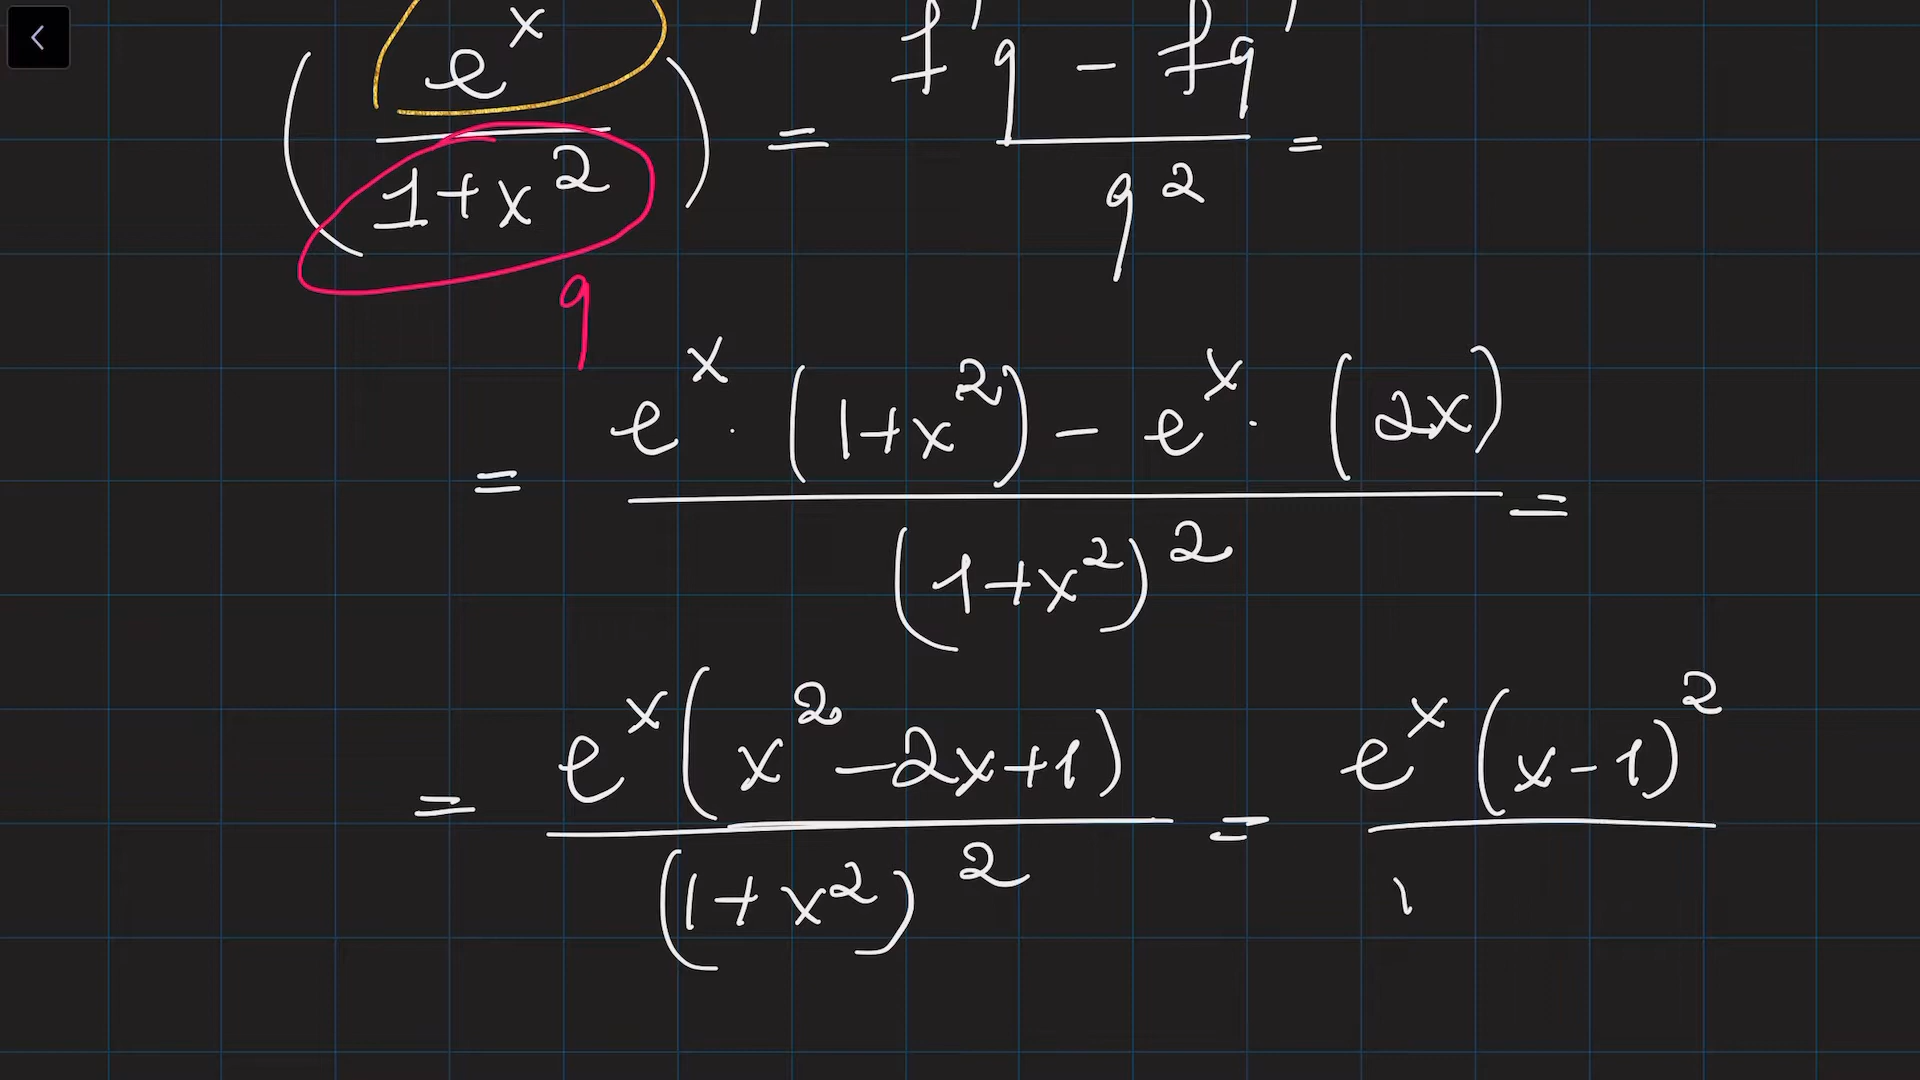 (e^x / (1+x^2))' = (f'g - fg') / g^2 =
g
= (e^x · (1+x^2) - e^x · (2x)) / (1+x^2)^2 =
= e^x(x^2-2x+1) / (1+x^2)^2 = e^x(x-1)^2 / 1